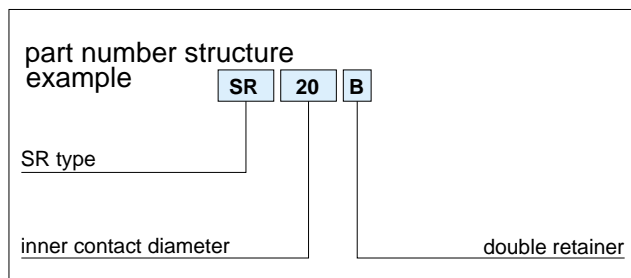 part number structure
example
SR 20 B
SR type
inner contact diameter
double retainer